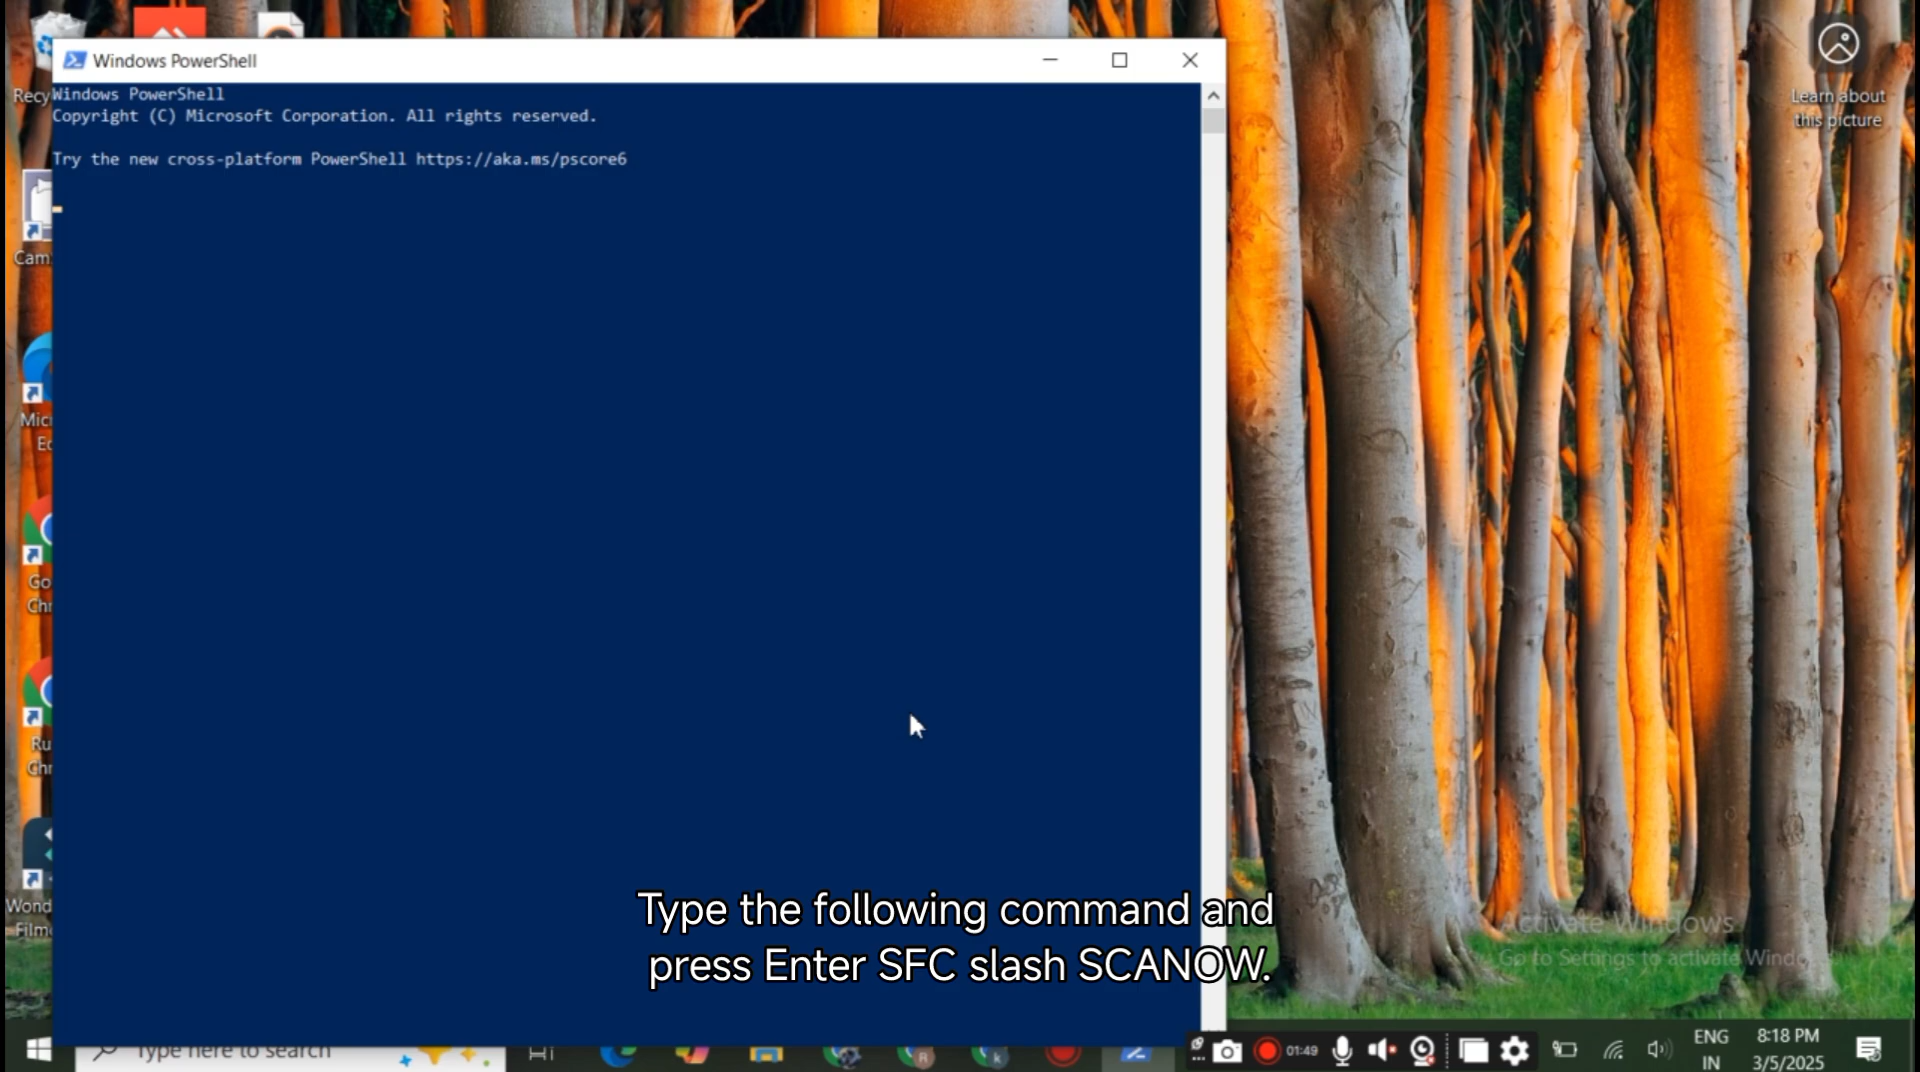 Windows PowerShell
Windows PowerShell
Copyright (C) Microsoft Corporation. All rights reserved.
Try the new cross-platform PowerShell https://aka.ms/pscore6
Learn about
this picture
Recy
Cam
Mic
Go
Chr
Ru
Chr
Wond
Filmo
Type the following command and
press Enter SFC slash SCANOW.
Activate Windows
Go to Settings to activate Windo
Type here to search
R
k
01:49
ENG
IN
8:18 PM
3/5/2025